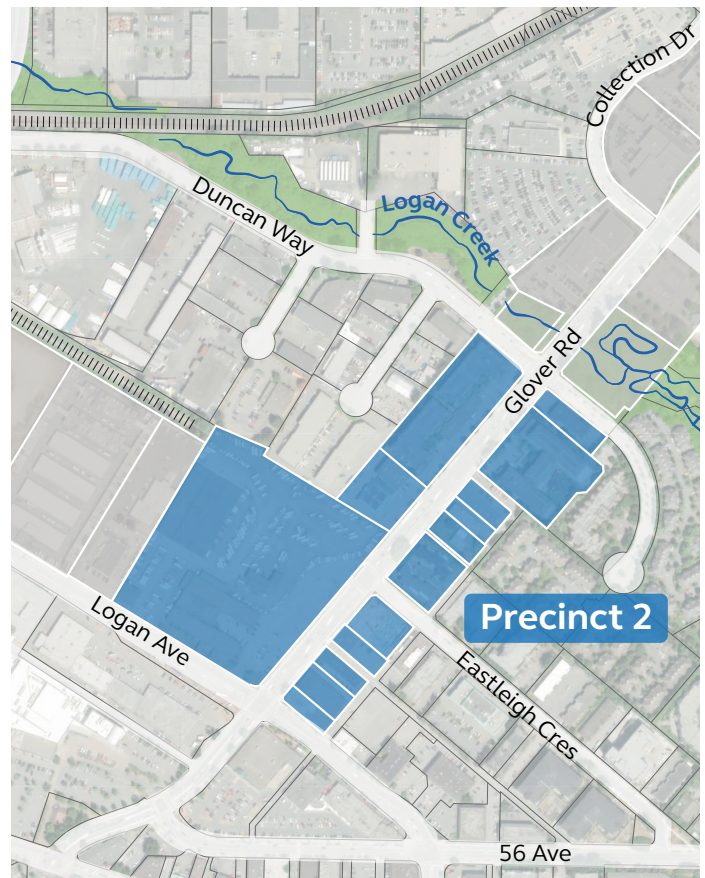 Collection Dr
Duncan Way
Logan Creek
Glover Rd
Precinct 2
Logan Ave
Eastleigh Cres
56 Ave